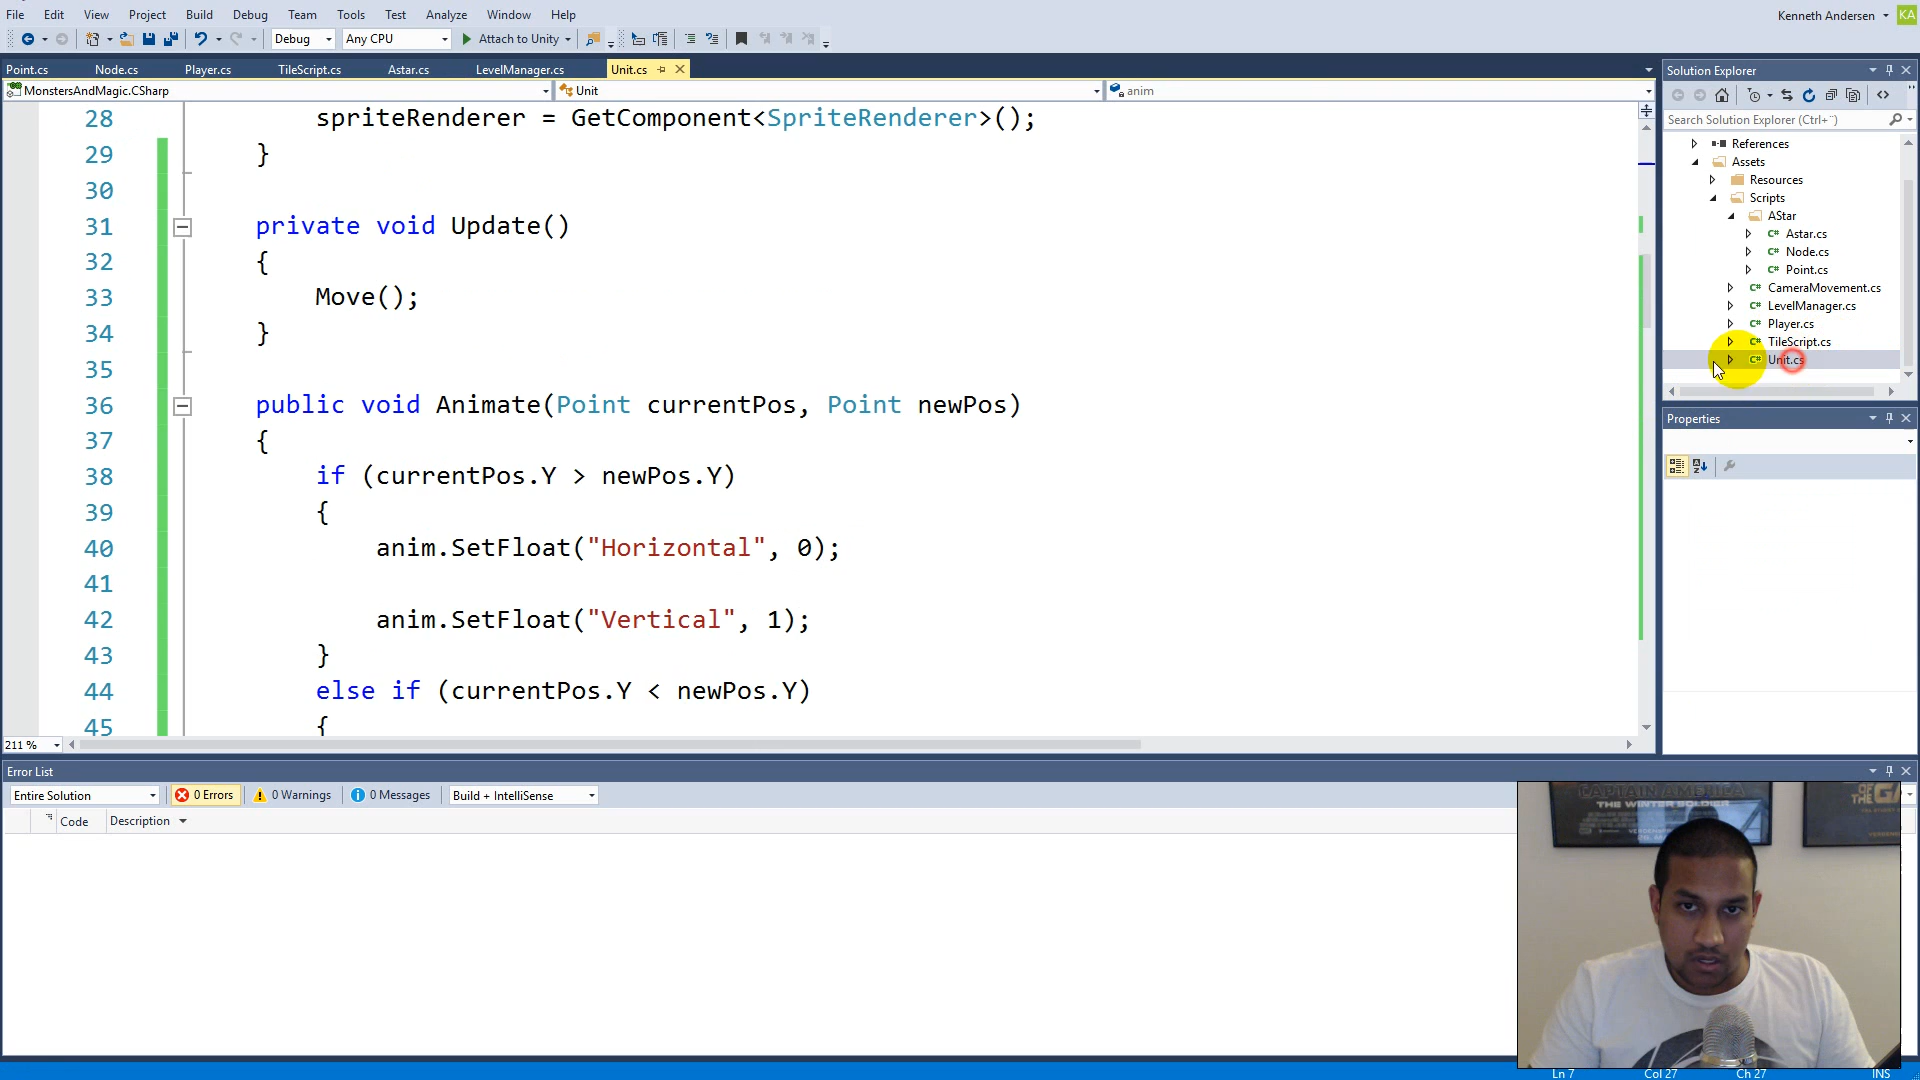 File Edit View Project Build Debug Team Tools Test Analyze Window Help
Kenneth Andersen KA
Debug Any CPU Attach to Unity
Point.cs Node.cs Player.cs TileScript.cs Astar.cs LevelManager.cs Unit.cs
MonstersAndMagic.CSharp Unit anim
28 spriteRenderer = GetComponent<SpriteRenderer>();
29 }
30
31 private void Update()
32 {
33 Move();
34 }
35
36 public void Animate(Point currentPos, Point newPos)
37 {
38 if (currentPos.Y > newPos.Y)
39 {
40 anim.SetFloat("Horizontal", 0);
41
42 anim.SetFloat("Vertical", 1);
43 }
44 else if (currentPos.Y < newPos.Y)
45 {
211 %
Solution Explorer
Search Solution Explorer (Ctrl+¨)
References
Assets
Resources
Scripts
AStar
C# Astar.cs
C# Node.cs
C# Point.cs
C# CameraMovement.cs
C# LevelManager.cs
C# Player.cs
C# TileScript.cs
C# Unit.cs
Properties
Error List
Entire Solution 0 Errors 0 Warnings 0 Messages Build + IntelliSense
Code Description
CAPTAIN AMERICA
THE WINTER SOLDIER
Ln 7 Col 27 Ch 27 INS